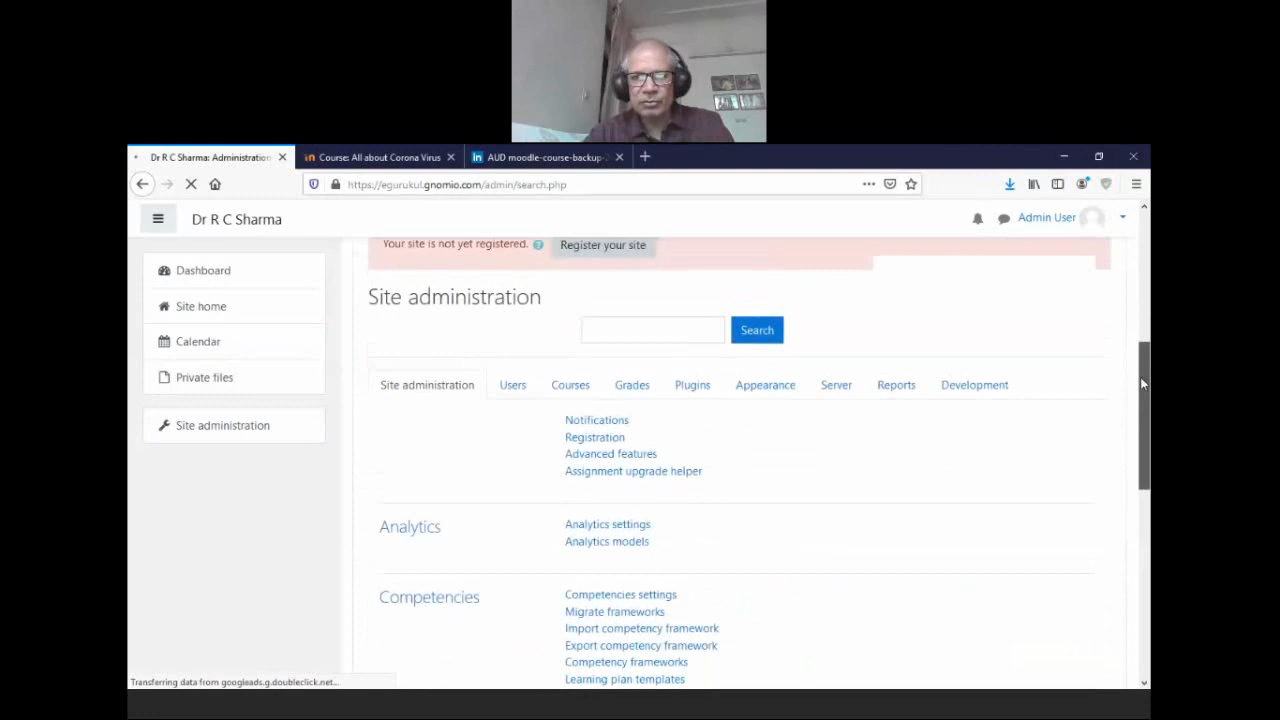 Dr R C Sharma: Administration
Course: All about Corona Virus
AUD moodle-course-backup-
https://egurukul.gnomio.com/admin/search.php
Dr R C Sharma
Admin User
Your site is not yet registered.
Register your site
Dashboard
Site home
Calendar
Private files
Site administration
Site administration
Search
Site administration
Users
Courses
Grades
Plugins
Appearance
Server
Reports
Development
Notifications
Registration
Advanced features
Assignment upgrade helper
Analytics
Analytics settings
Analytics models
Competencies
Competencies settings
Migrate frameworks
Import competency framework
Export competency framework
Competency frameworks
Learning plan templates
Transferring data from googleads.g.doubleclick.net...